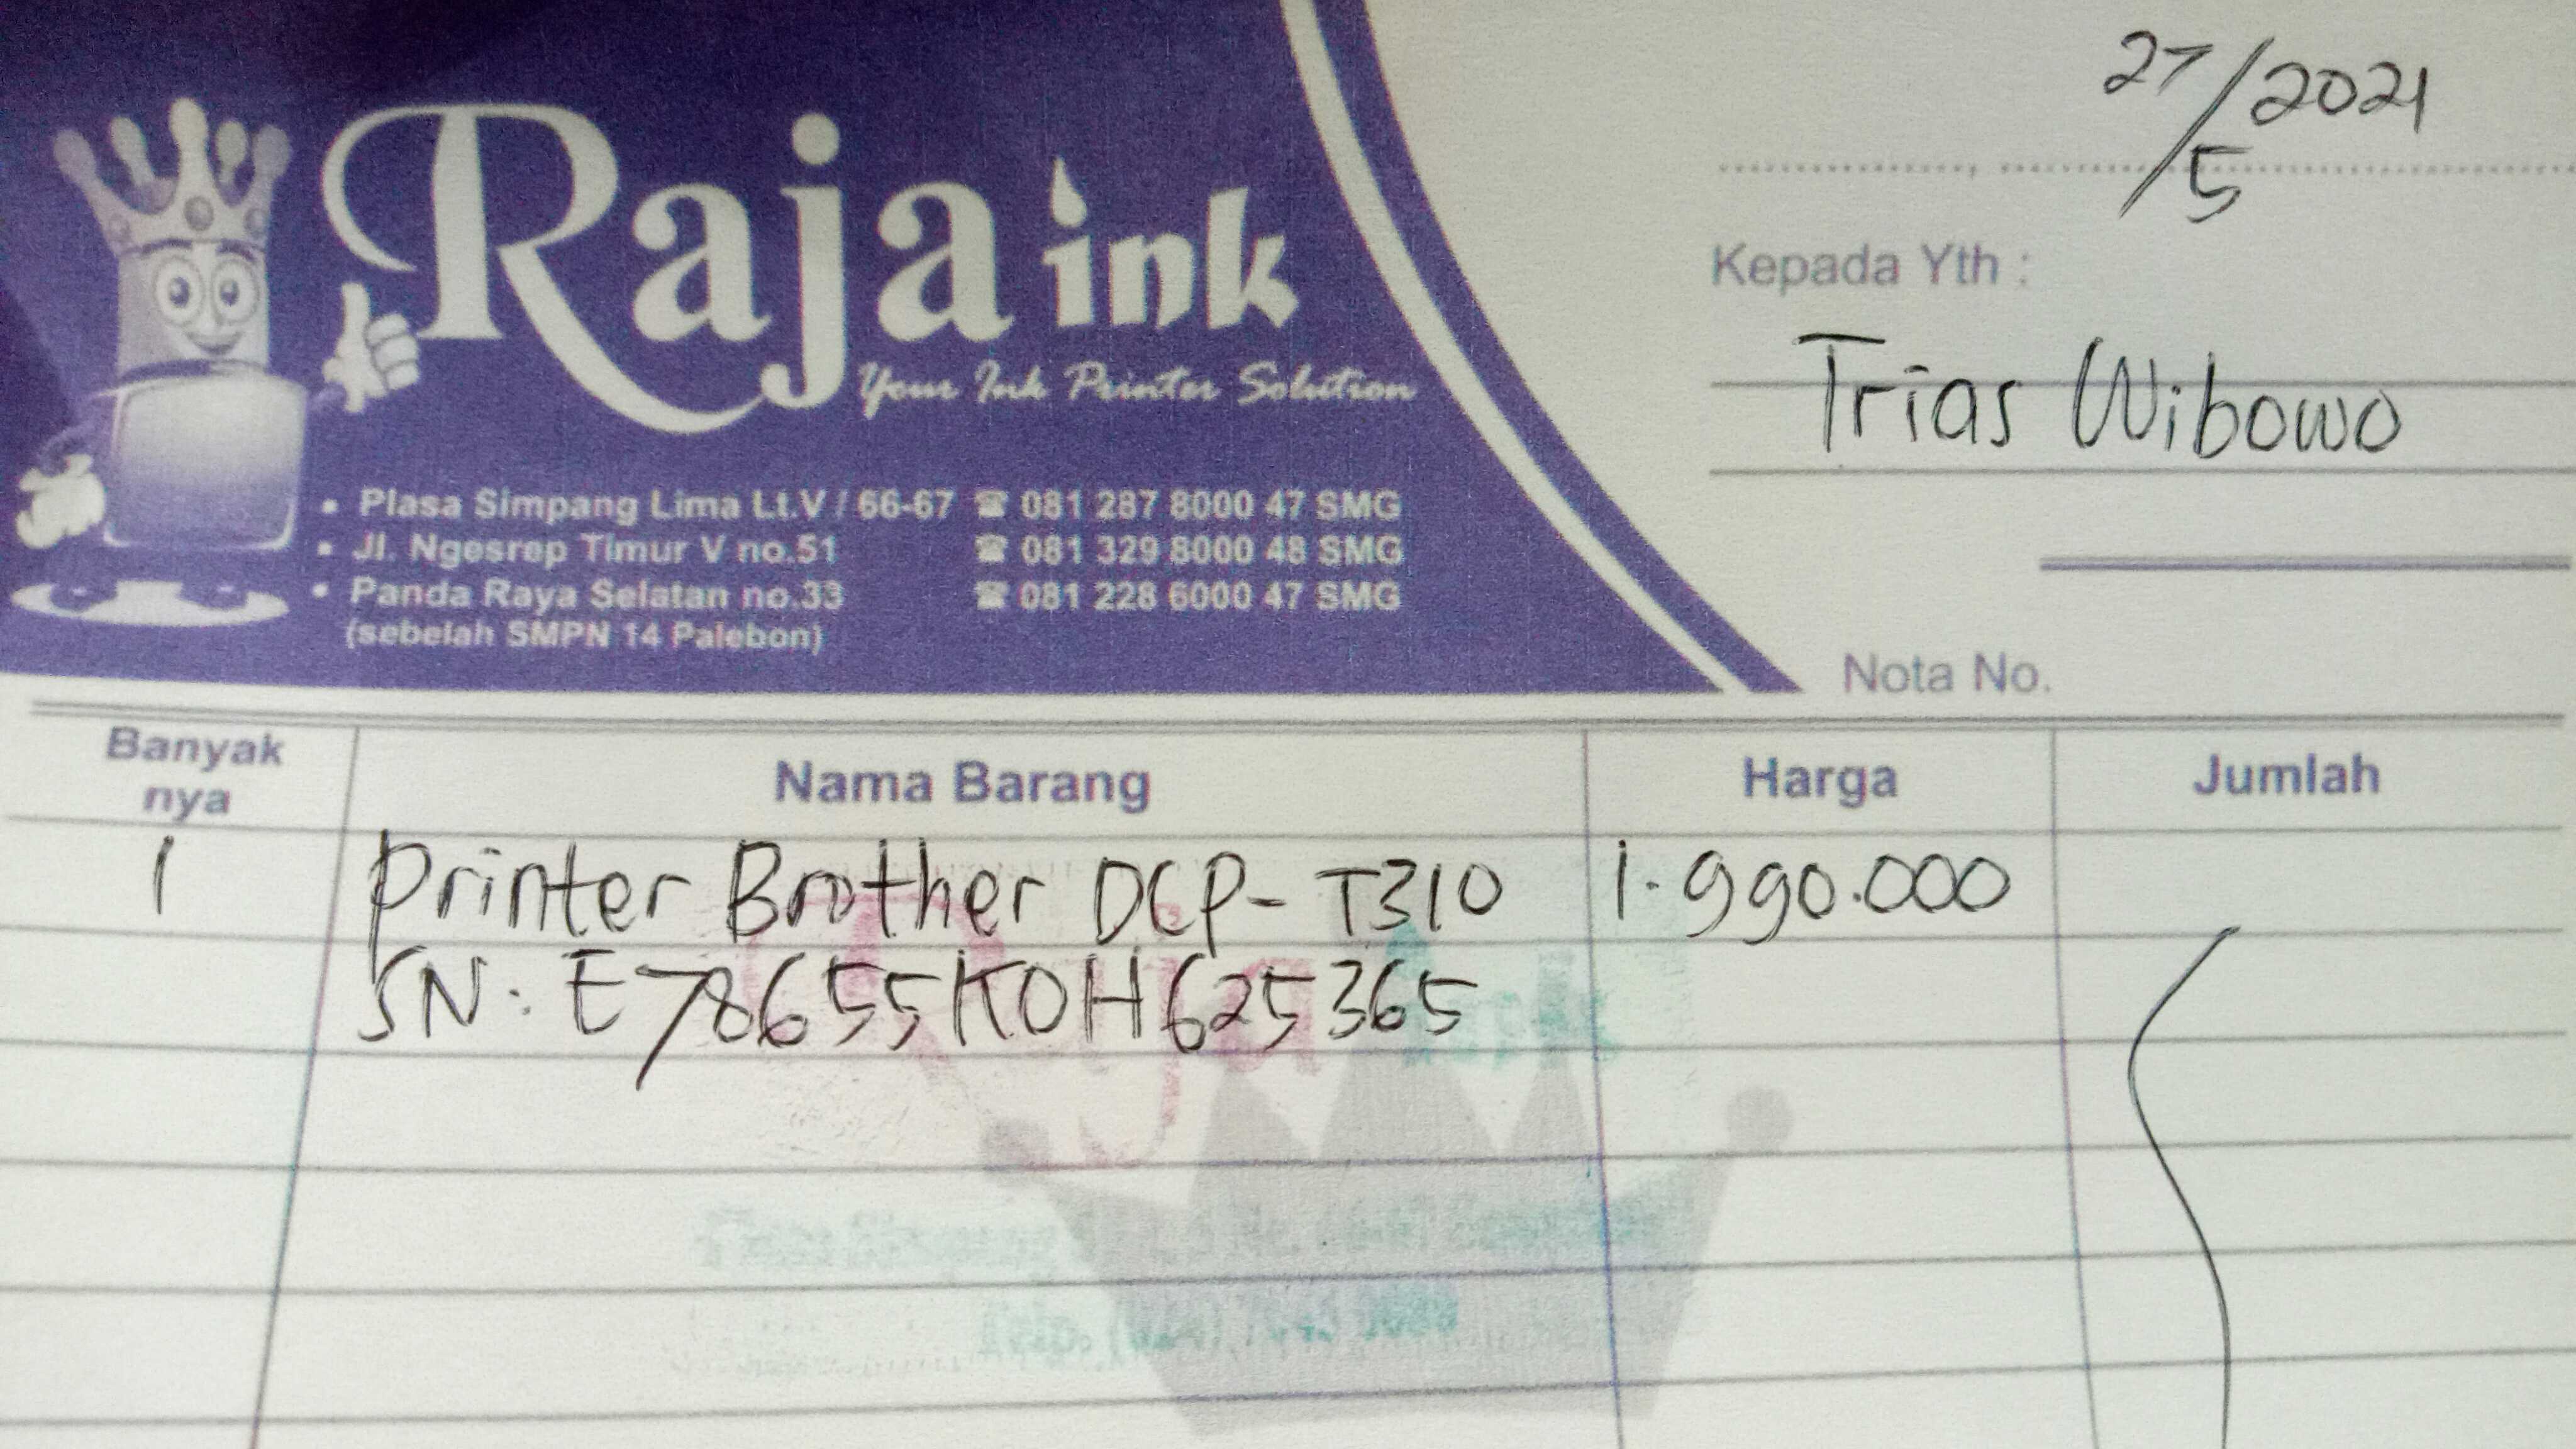 Raja ink
Your Ink Printer Solution
• Plasa Simpang Lima Lt.V / 66-67 ☎ 081 287 8000 47 SMG
• Jl. Ngesrep Timur V no.51 ☎ 081 329 8000 48 SMG
• Panda Raya Selatan no.33 ☎ 081 228 6000 47 SMG
(sebelah SMPN 14 Palebon)
27/5 2021
Kepada Yth :
Trias Wibowo
Nota No.
Banyak nya Nama Barang Harga Jumlah
1 Printer Brother DCP-T310 1.990.000
SN: E78655K0H625365